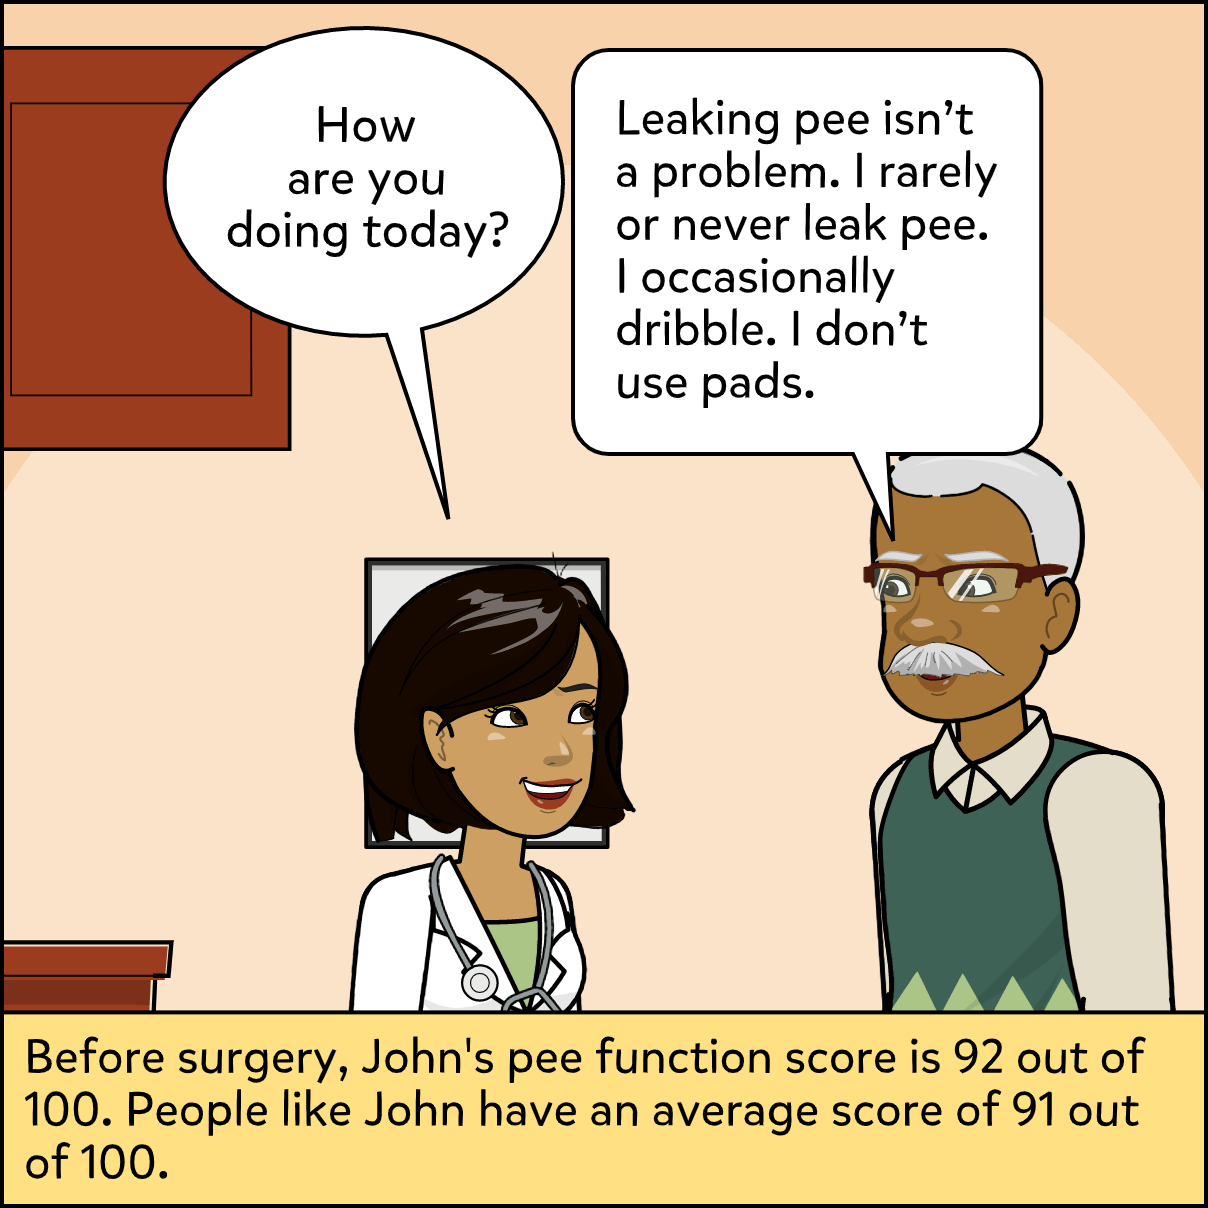 How
are you
doing today?
Leaking pee isn't
a problem. I rarely
or never leak pee.
I occasionally
dribble. I don't
use pads.
Before surgery, John's pee function score is 92 out of
100. People like John have an average score of 91 out
of 100.